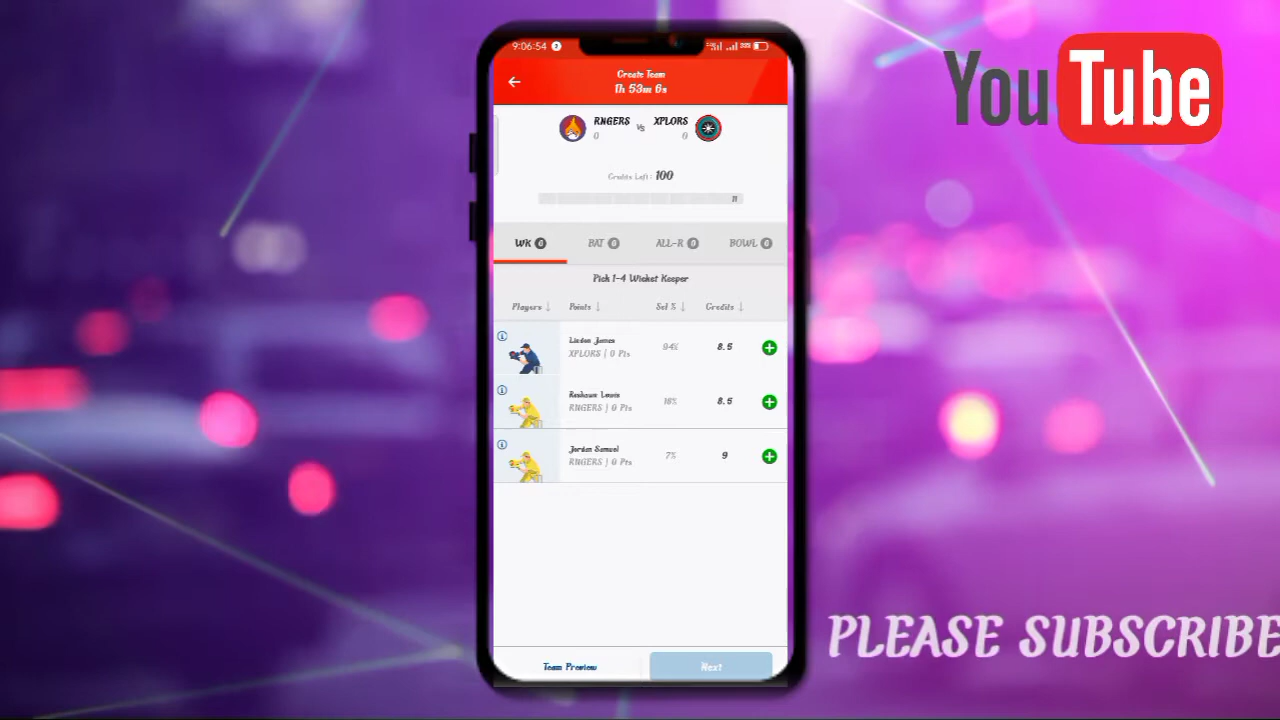 YouTube
9:06:54
Create Team
1h 53m 6s
RNGERS Vs XPLORS
0 0
Credits Left : 100
11
WK 0 BAT 0 ALL-R 0 BOWL 0
Pick 1-4 Wicket Keeper
Players ↓ Points ↓ Sel % ↓ Credits ↓
Lindon James 94% 8.5
XPLORS | 0 Pts
Lewis 16% 8.5
RNGERS | 0 Pts
Jordan Samuel 7% 9
RNGERS | 0 Pts
Team Preview Next
PLEASE SUBSCRIBE